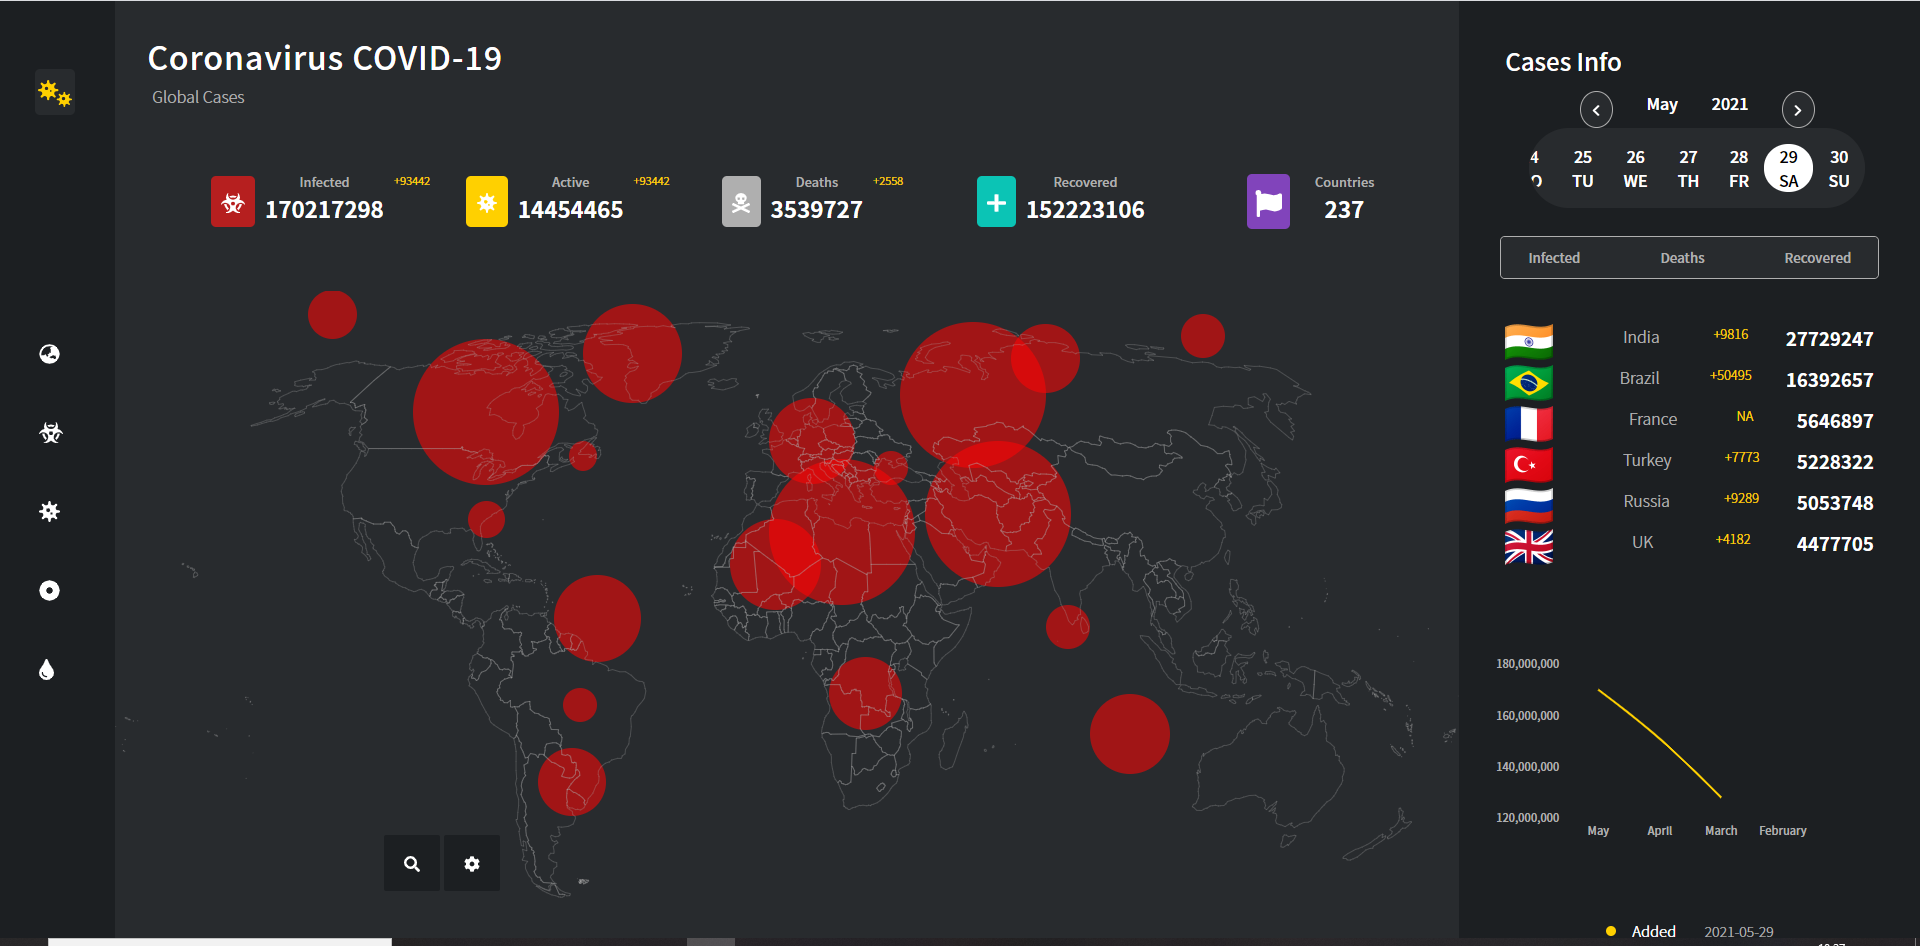 Coronavirus COVID-19
Global Cases
Infected +93442
170217298
Active +93442
14454465
Deaths +2558
3539727
Recovered
152223106
Countries
237
Cases Info
May 2021
4 25 26 27 28 29 30
TU WE TH FR SA SU
Infected Deaths Recovered
India +9816 27729247
Brazil +50495 16392657
France NA 5646897
Turkey +7773 5228322
Russia +9289 5053748
UK +4182 4477705
180,000,000
160,000,000
140,000,000
120,000,000
May April March February
Added 2021-05-29